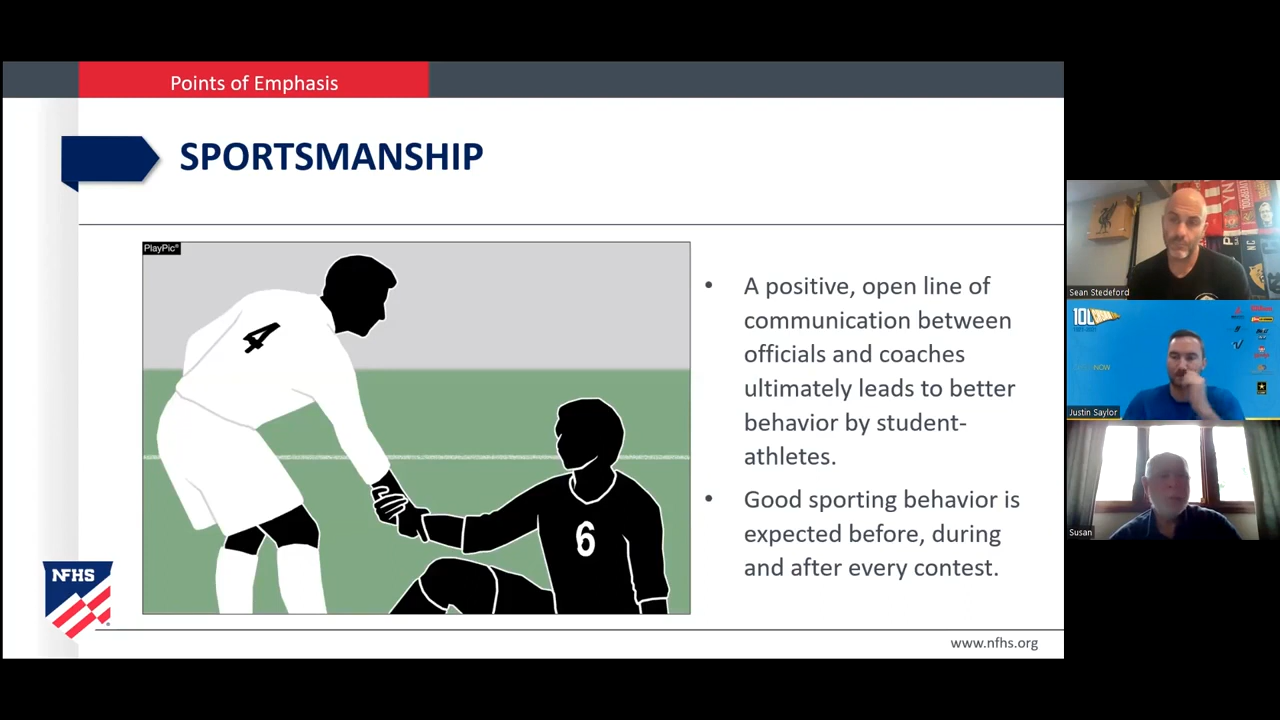 Points of Emphasis
SPORTSMANSHIP
PlayPic®
4
6
• A positive, open line of
communication between
officials and coaches
ultimately leads to better
behavior by student-
athletes.
• Good sporting behavior is
expected before, during
and after every contest.
NFHS
www.nfhs.org
Sean Stedeford
Justin Saylor
NOW
Susan